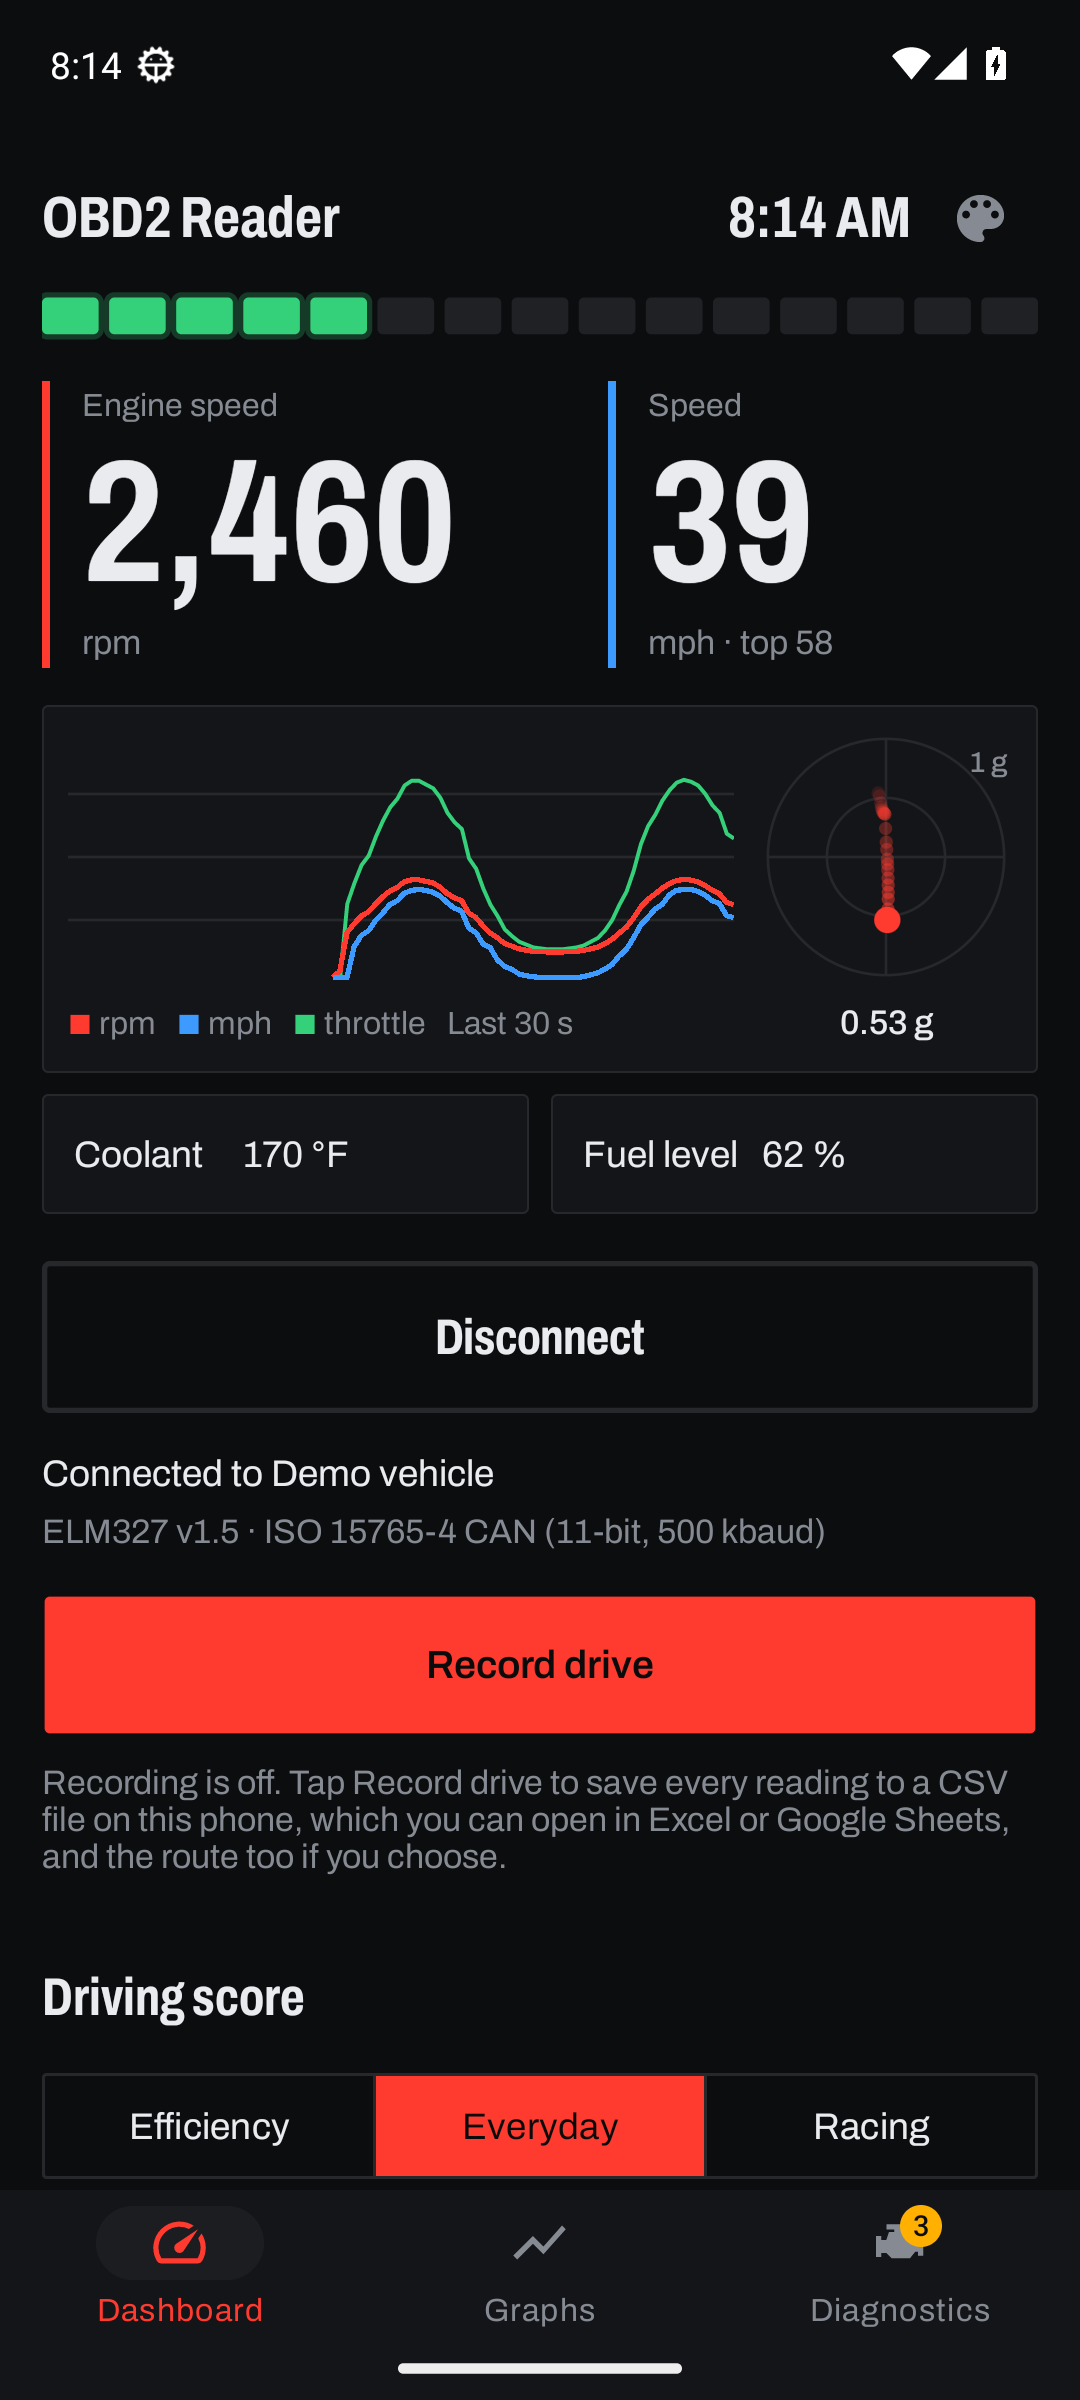 8:14
OBD2 Reader
8:14 AM
Engine speed
2,460
rpm
Speed
39
mph · top 58
1 g
rpm mph throttle Last 30 s
0.53 g
Coolant 170 °F
Fuel level 62 %
Disconnect
Connected to Demo vehicle
ELM327 v1.5 · ISO 15765-4 CAN (11-bit, 500 kbaud)
Record drive
Recording is off. Tap Record drive to save every reading to a CSV
file on this phone, which you can open in Excel or Google Sheets,
and the route too if you choose.
Driving score
Efficiency
Everyday
Racing
3
Dashboard
Graphs
Diagnostics